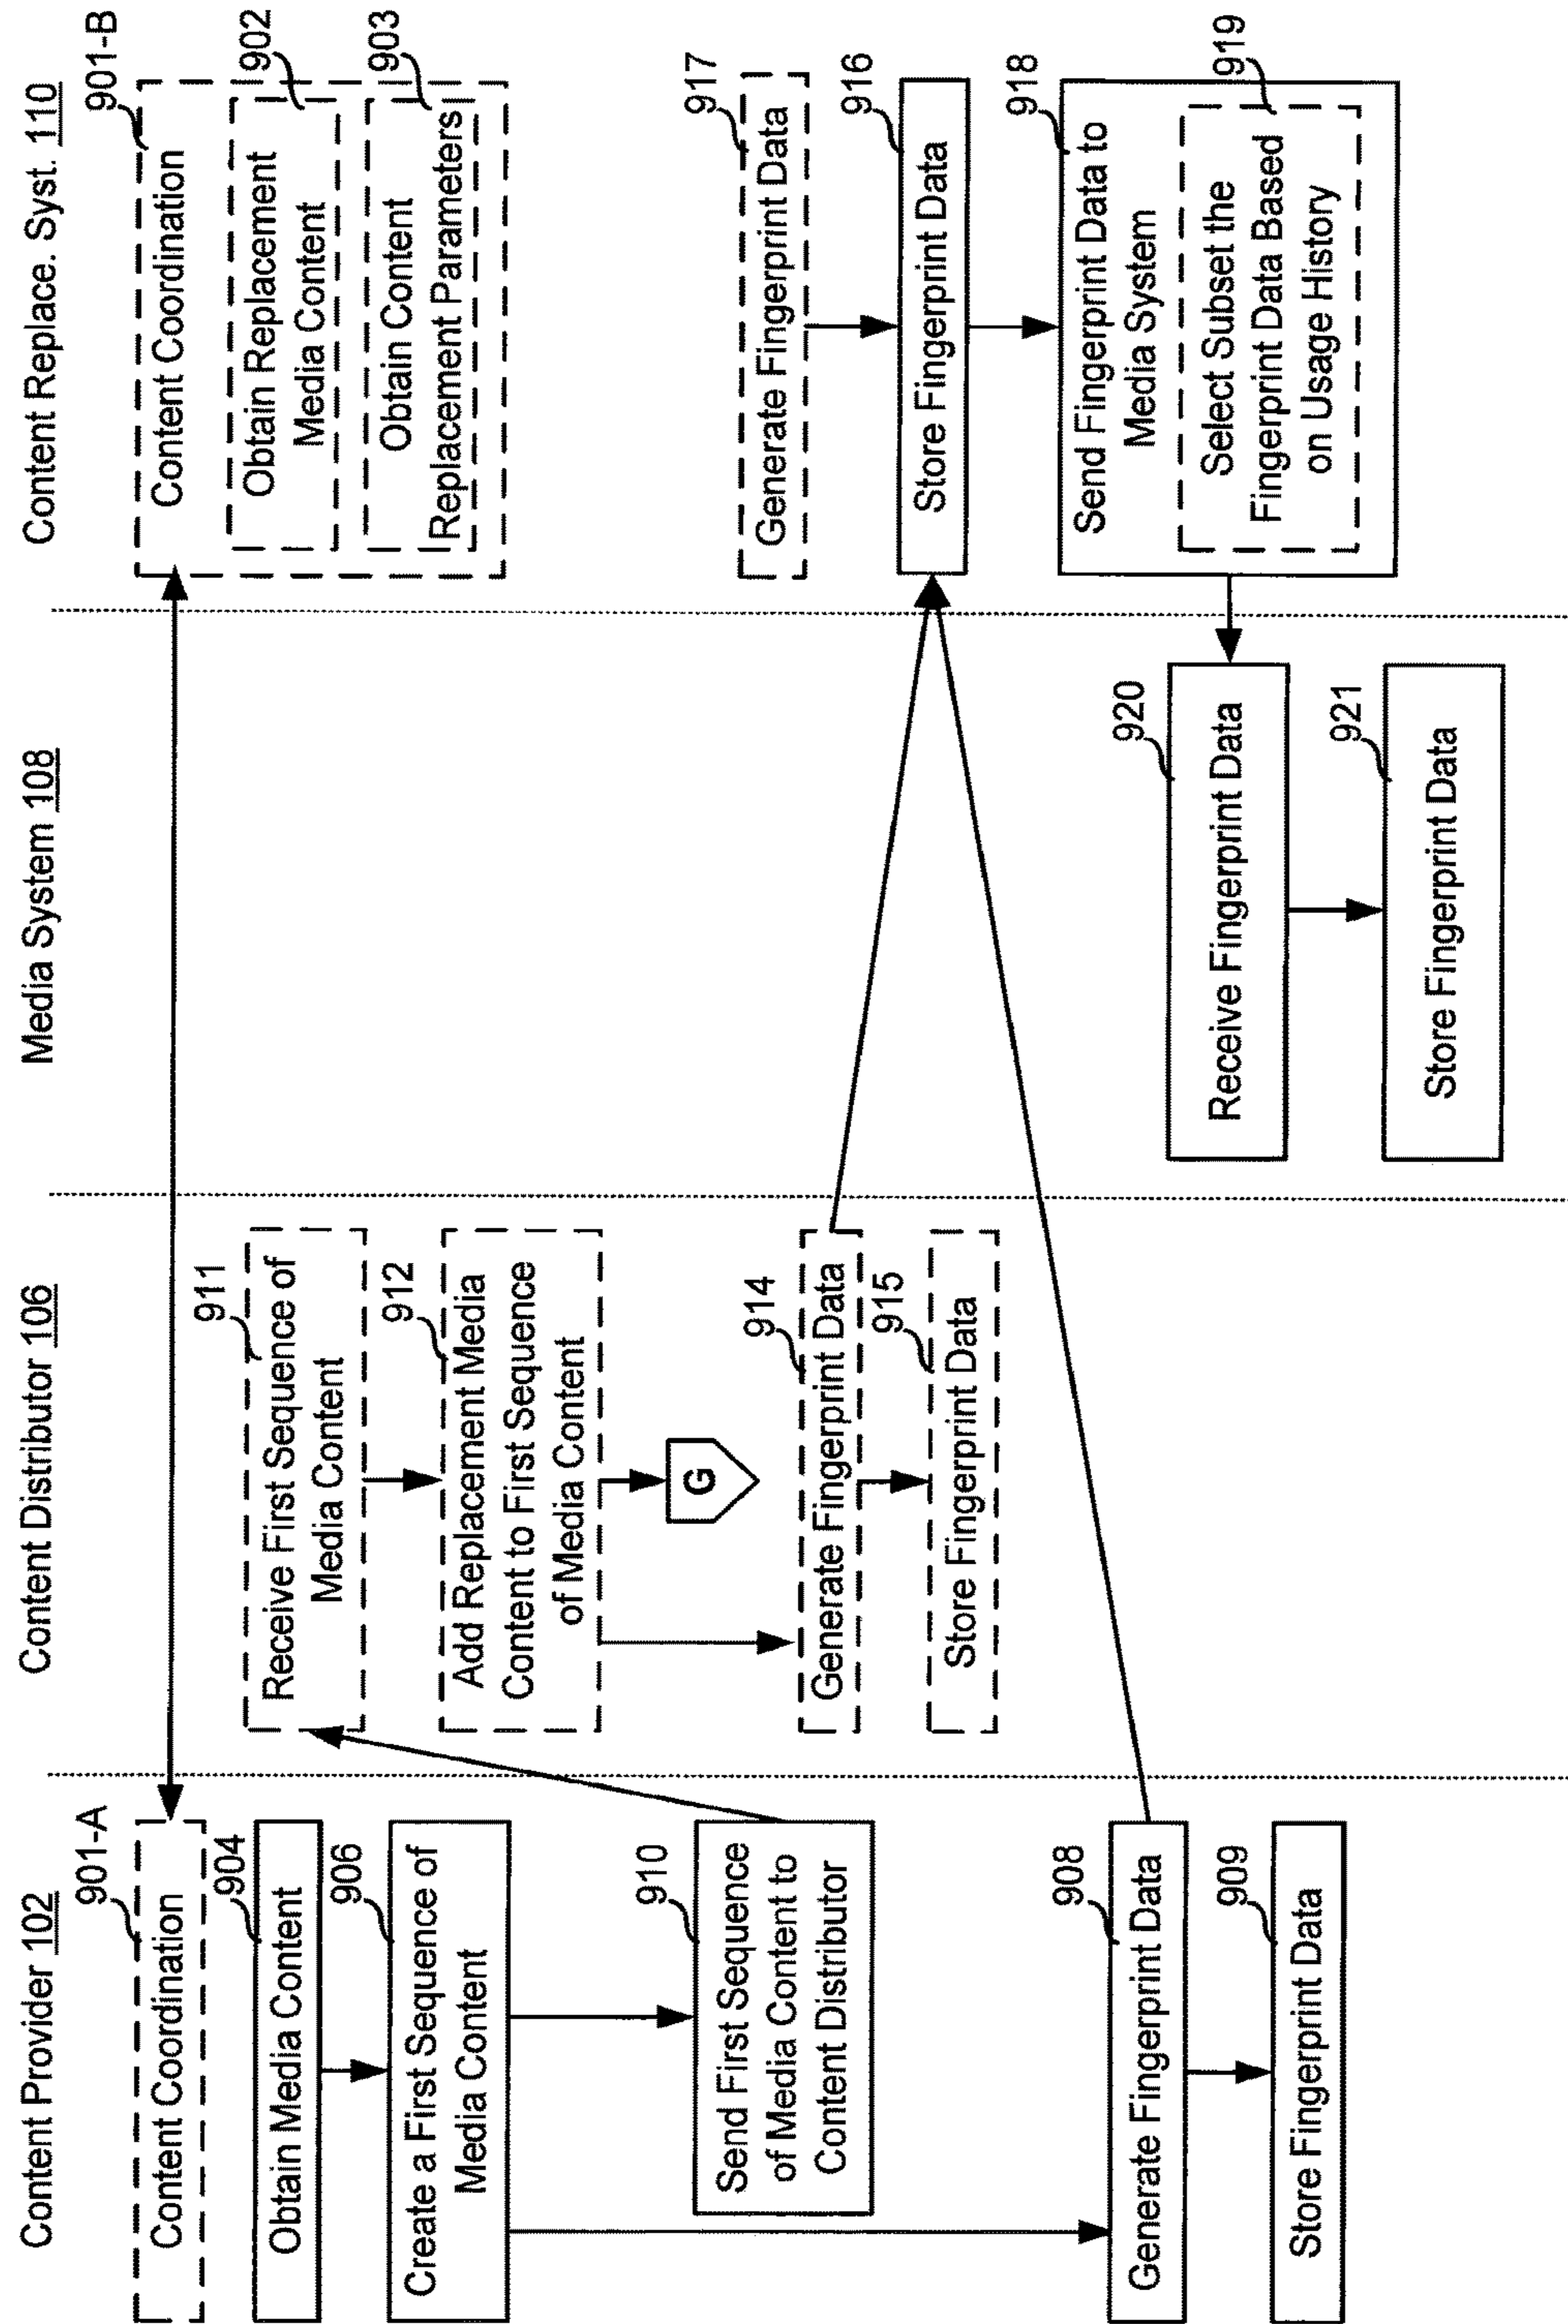 Content Provider 102
Content Distributor 106
Media System 108
Content Replace. Syst. 110
901-A
Content Coordination
904
Obtain Media Content
906
Create a First Sequence of
Media Content
910
Send First Sequence
of Media Content to
Content Distributor
908
Generate Fingerprint Data
909
Store Fingerprint Data
911
Receive First Sequence of
Media Content
912
Add Replacement Media
Content to First Sequence
of Media Content
G
914
Generate Fingerprint Data
915
Store Fingerprint Data
920
Receive Fingerprint Data
921
Store Fingerprint Data
901-B
Content Coordination
902
Obtain Replacement
Media Content
903
Obtain Content
Replacement Parameters
917
Generate Fingerprint Data
916
Store Fingerprint Data
918
Send Fingerprint Data to
Media System
919
Select Subset the
Fingerprint Data Based
on Usage History